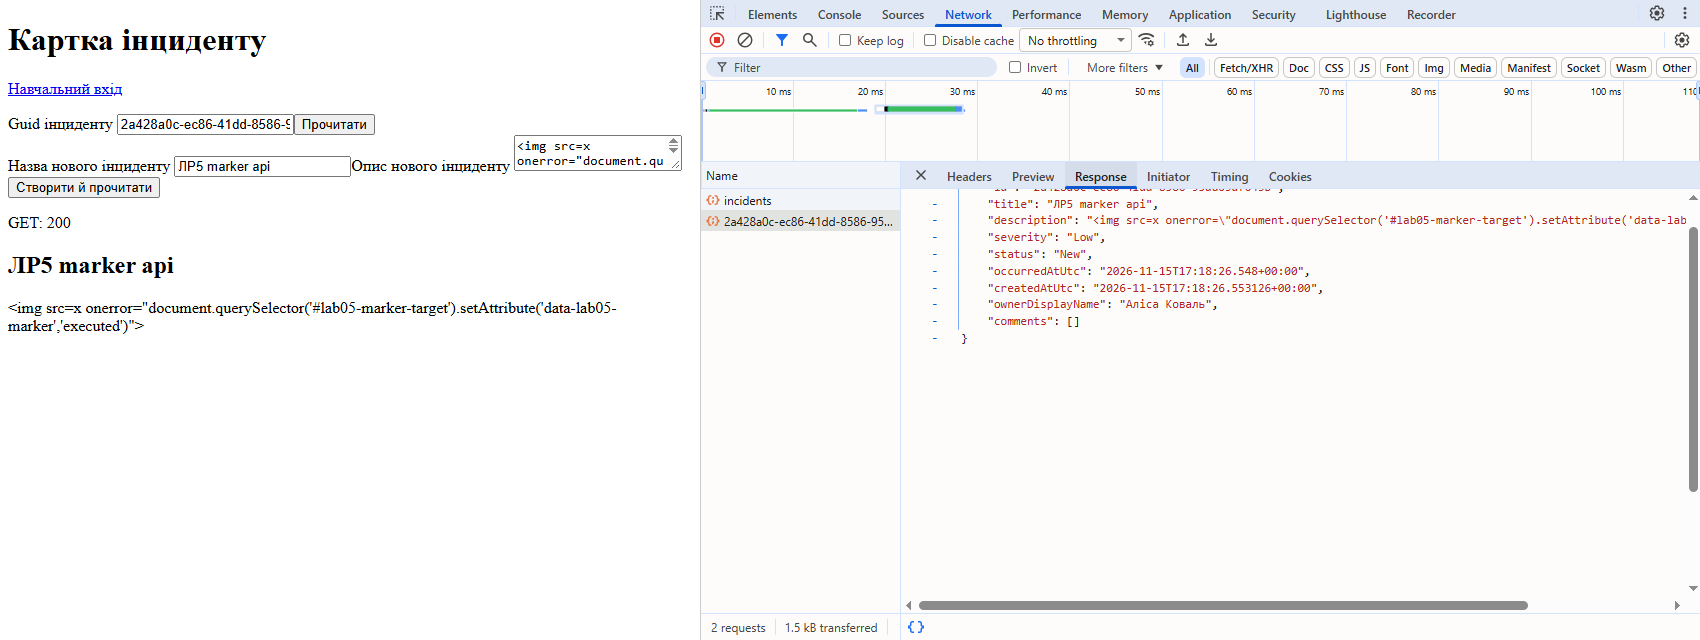 Картка інциденту
Навчальний вхід
Guid інциденту 2a428a0c-ec86-41dd-8586-9 Прочитати
Назва нового інциденту ЛР5 marker api Опис нового інциденту <img src=x
onerror="document.qu
Створити й прочитати
GET: 200
ЛР5 marker api
<img src=x onerror="document.querySelector('#lab05-marker-target').setAttribute('data-lab05-
marker','executed')">
Elements Console Sources Network Performance Memory Application Security Lighthouse Recorder
Keep log Disable cache No throttling
Filter Invert More filters All Fetch/XHR Doc CSS JS Font Img Media Manifest Socket Wasm Other
10 ms 20 ms 30 ms 40 ms 50 ms 60 ms 70 ms 80 ms 90 ms 100 ms 110
Name
incidents
2a428a0c-ec86-41dd-8586-95...
Headers Preview Response Initiator Timing Cookies
- "title": "ЛР5 marker api",
- "description": "<img src=x onerror=\"document.querySelector('#lab05-marker-target').setAttribute('data-lab
- "severity": "Low",
- "status": "New",
- "occurredAtUtc": "2026-11-15T17:18:26.548+00:00",
- "createdAtUtc": "2026-11-15T17:18:26.553126+00:00",
- "ownerDisplayName": "Аліса Коваль",
- "comments": []
- }
2 requests 1.5 kB transferred {}